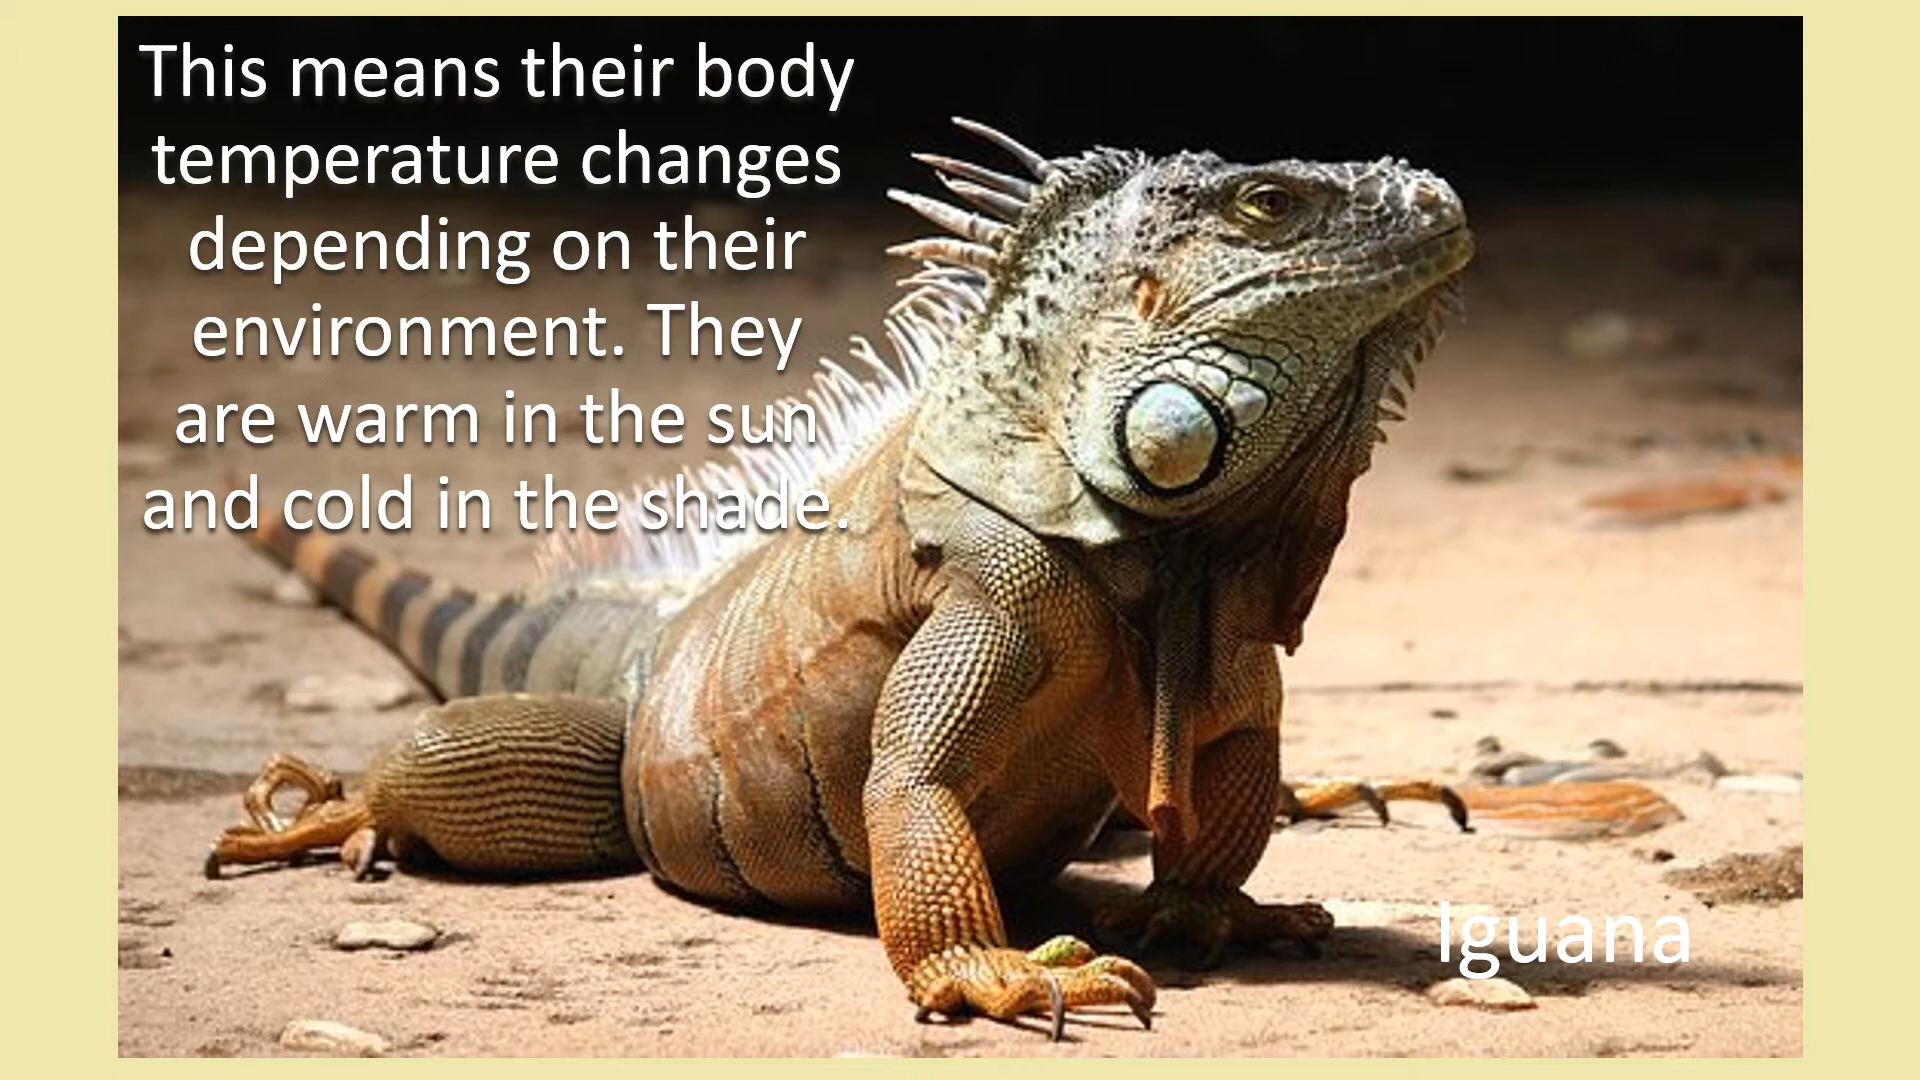 This means their body
temperature changes
depending on their
environment. They
are warm in the sun
and cold in the shade.
Iguana